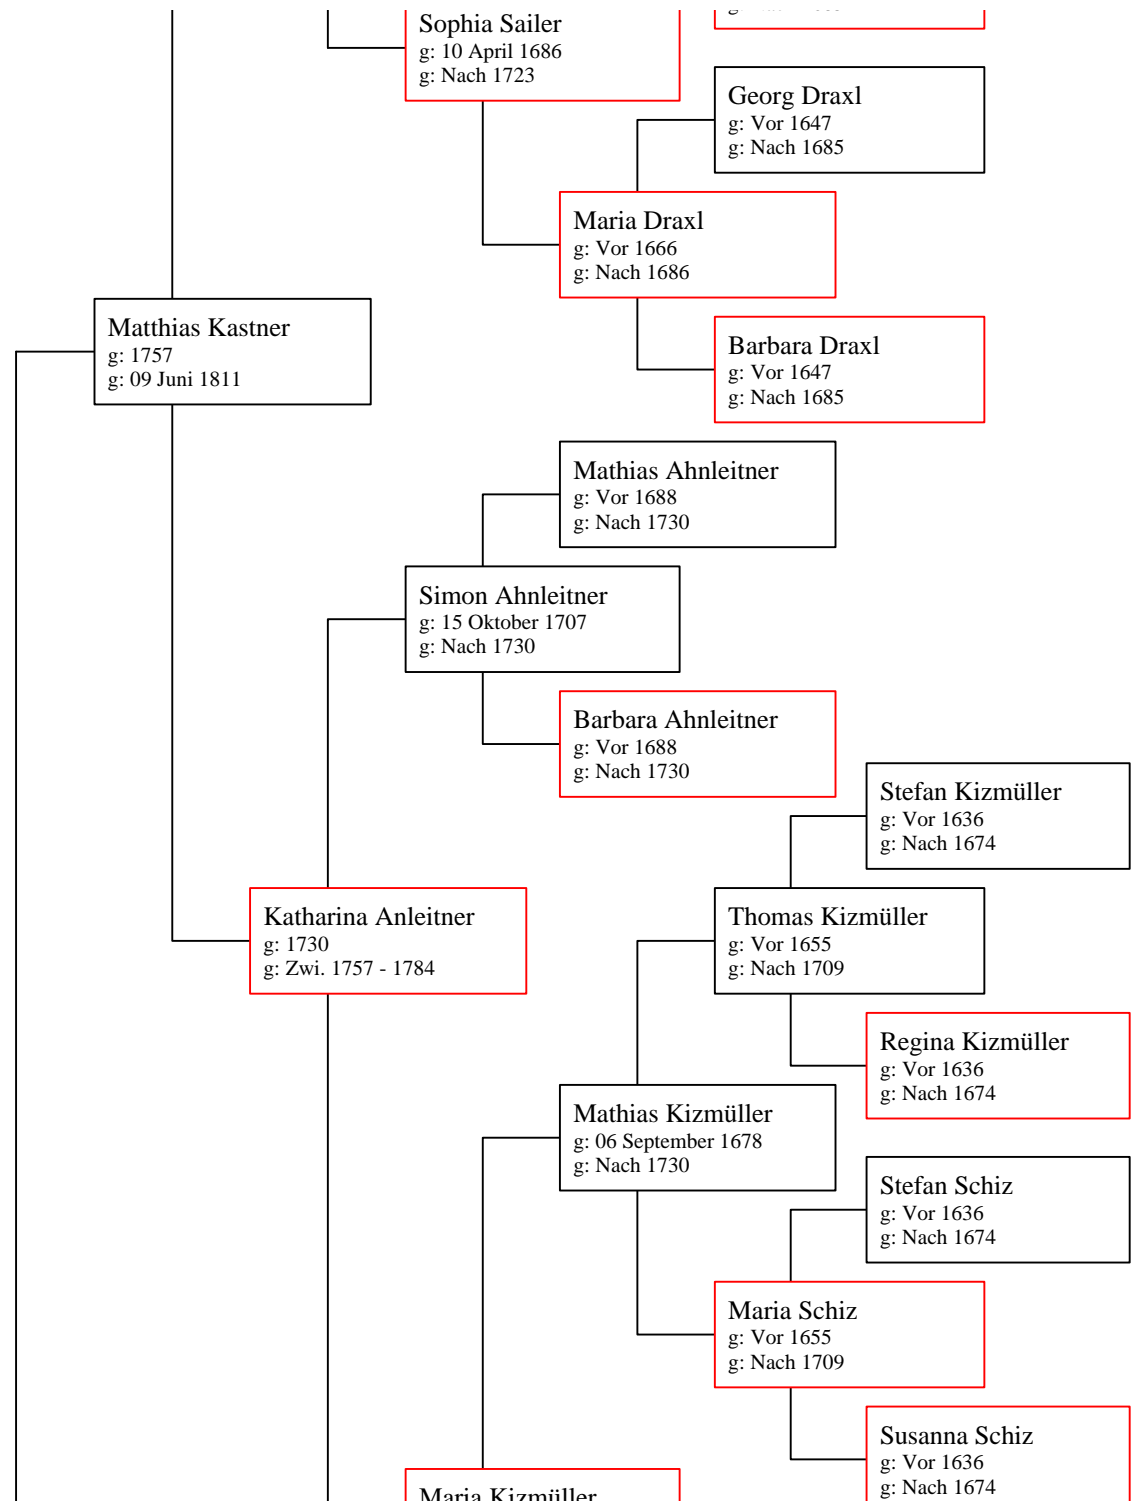 Sophia Sailer
g: 10 April 1686
g: Nach 1723
Georg Draxl
g: Vor 1647
g: Nach 1685
Maria Draxl
g: Vor 1666
g: Nach 1686
Matthias Kastner
g: 1757
g: 09 Juni 1811
Barbara Draxl
g: Vor 1647
g: Nach 1685
Mathias Ahnleitner
g: Vor 1688
g: Nach 1730
Simon Ahnleitner
g: 15 Oktober 1707
g: Nach 1730
Barbara Ahnleitner
g: Vor 1688
g: Nach 1730
Stefan Kizmüller
g: Vor 1636
g: Nach 1674
Katharina Anleitner
g: 1730
g: Zwi. 1757 - 1784
Thomas Kizmüller
g: Vor 1655
g: Nach 1709
Regina Kizmüller
g: Vor 1636
g: Nach 1674
Mathias Kizmüller
g: 06 September 1678
g: Nach 1730
Stefan Schiz
g: Vor 1636
g: Nach 1674
Maria Schiz
g: Vor 1655
g: Nach 1709
Susanna Schiz
g: Vor 1636
g: Nach 1674
Maria Kizmüller